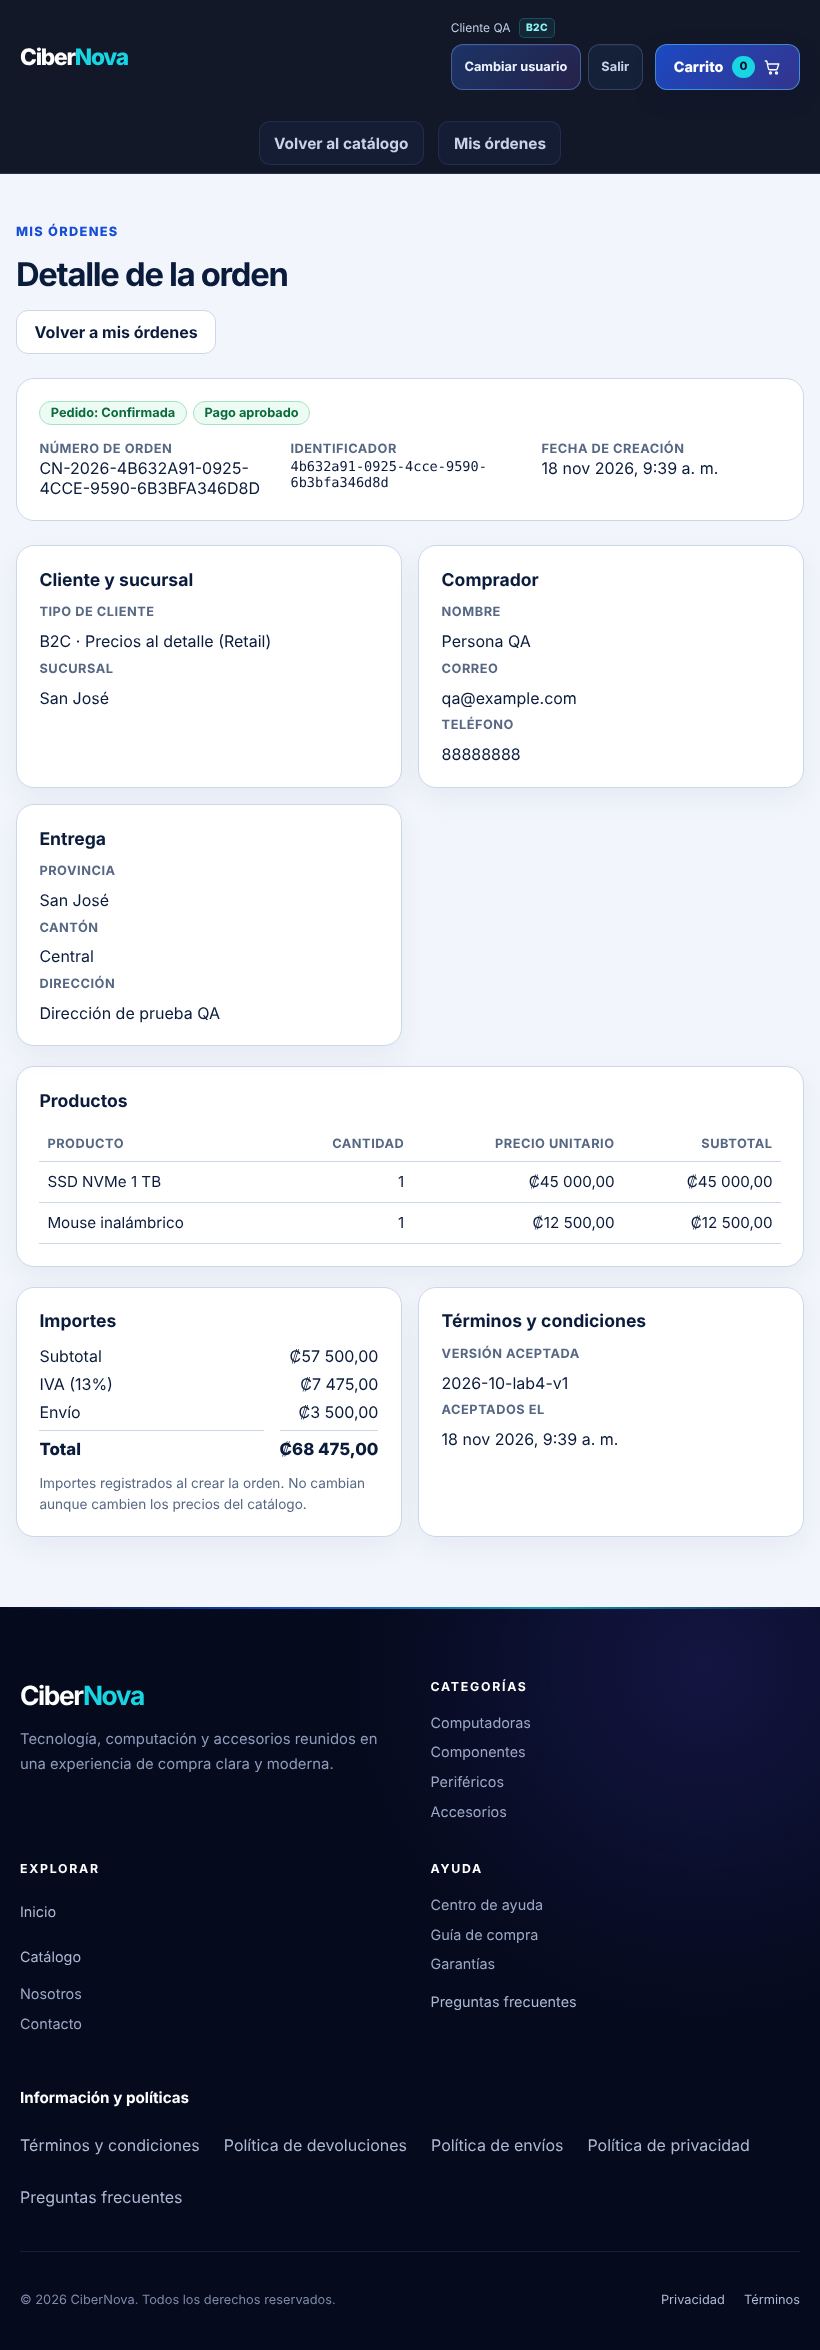 Cliente QA B2C
CiberNova
Cambiar usuario Salir Carrito 0
Volver al catálogo Mis órdenes
MIS ÓRDENES
Detalle de la orden
Volver a mis órdenes
Pedido: Confirmada Pago aprobado
NÚMERO DE ORDEN
CN-2026-4B632A91-0925-
4CCE-9590-6B3BFA346D8D
IDENTIFICADOR
4b632a91-0925-4cce-9590-
6b3bfa346d8d
FECHA DE CREACIÓN
18 nov 2026, 9:39 a. m.
Cliente y sucursal
TIPO DE CLIENTE
B2C · Precios al detalle (Retail)
SUCURSAL
San José
Comprador
NOMBRE
Persona QA
CORREO
qa@example.com
TELÉFONO
88888888
Entrega
PROVINCIA
San José
CANTÓN
Central
DIRECCIÓN
Dirección de prueba QA
Productos
PRODUCTO CANTIDAD PRECIO UNITARIO SUBTOTAL
SSD NVMe 1 TB 1 ₡45 000,00 ₡45 000,00
Mouse inalámbrico 1 ₡12 500,00 ₡12 500,00
Importes
Subtotal ₡57 500,00
IVA (13%) ₡7 475,00
Envío ₡3 500,00
Total ₡68 475,00
Importes registrados al crear la orden. No cambian
aunque cambien los precios del catálogo.
Términos y condiciones
VERSIÓN ACEPTADA
2026-10-lab4-v1
ACEPTADOS EL
18 nov 2026, 9:39 a. m.
CiberNova
Tecnología, computación y accesorios reunidos en
una experiencia de compra clara y moderna.
CATEGORÍAS
Computadoras
Componentes
Periféricos
Accesorios
EXPLORAR
Inicio
Catálogo
Nosotros
Contacto
AYUDA
Centro de ayuda
Guía de compra
Garantías
Preguntas frecuentes
Información y políticas
Términos y condiciones Política de devoluciones Política de envíos Política de privacidad
Preguntas frecuentes
© 2026 CiberNova. Todos los derechos reservados. Privacidad Términos